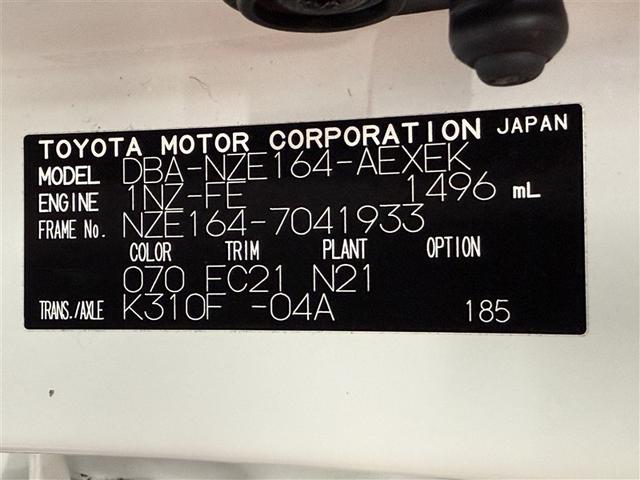 TOYOTA MOTOR CORPORATION JAPAN
MODEL DBA-NZE164-AEXEK
ENGINE 1NZ-FE 1496 mL
FRAME No. NZE164-7041933
COLOR TRIM PLANT OPTION
070 FC21 N21
TRANS./AXLE K310F -04A 185